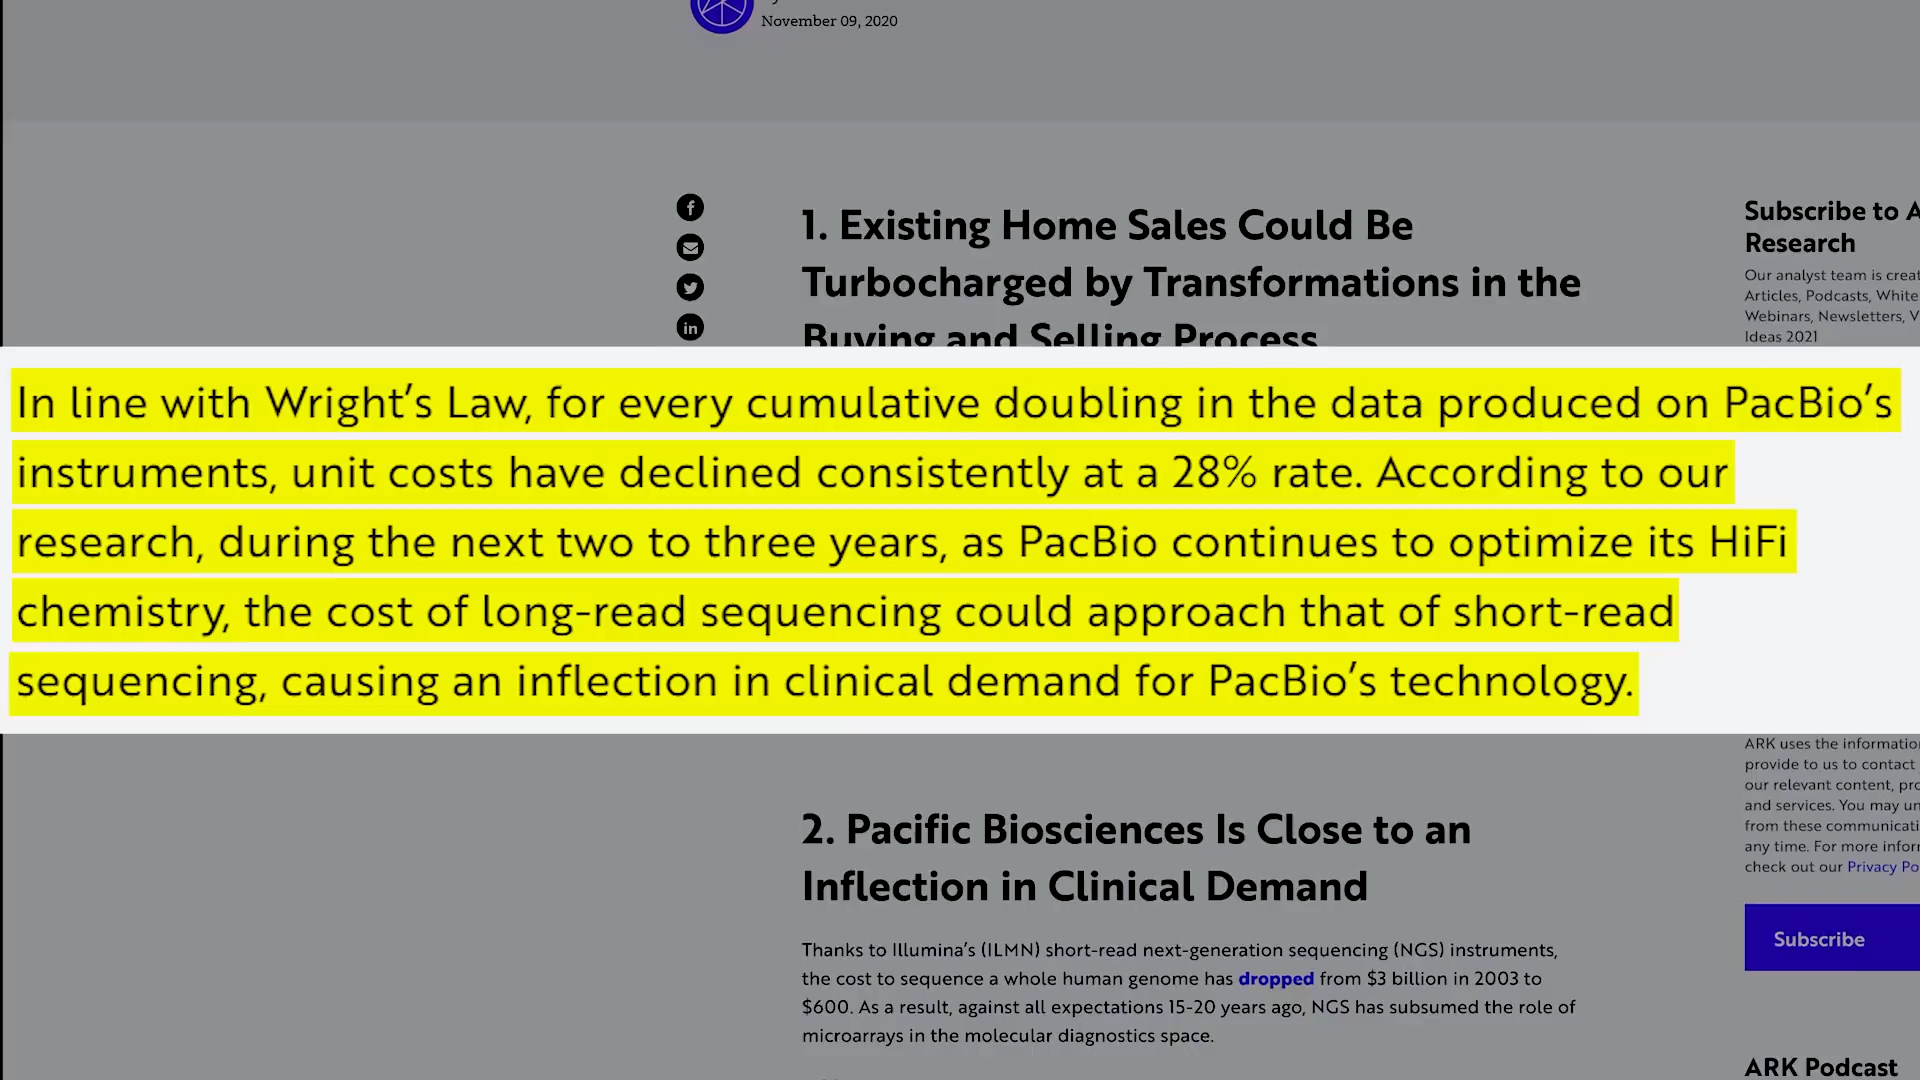 November 09, 2020
1. Existing Home Sales Could Be
Turbocharged by Transformations in the
Buying and Selling Process
Subscribe to A
Research
Our analyst team is creat
Articles, Podcasts, White
Webinars, Newsletters, V
Ideas 2021
In line with Wright's Law, for every cumulative doubling in the data produced on PacBio's
instruments, unit costs have declined consistently at a 28% rate. According to our
research, during the next two to three years, as PacBio continues to optimize its HiFi
chemistry, the cost of long-read sequencing could approach that of short-read
sequencing, causing an inflection in clinical demand for PacBio's technology.
2. Pacific Biosciences Is Close to an
Inflection in Clinical Demand
Thanks to Illumina's (ILMN) short-read next-generation sequencing (NGS) instruments,
the cost to sequence a whole human genome has dropped from $3 billion in 2003 to
$600. As a result, against all expectations 15-20 years ago, NGS has subsumed the role of
microarrays in the molecular diagnostics space.
ARK uses the informatio
provide to us to contact
our relevant content, pro
and services. You may un
from these communicati
any time. For more infor
check out our Privacy Po
Subscribe
ARK Podcast